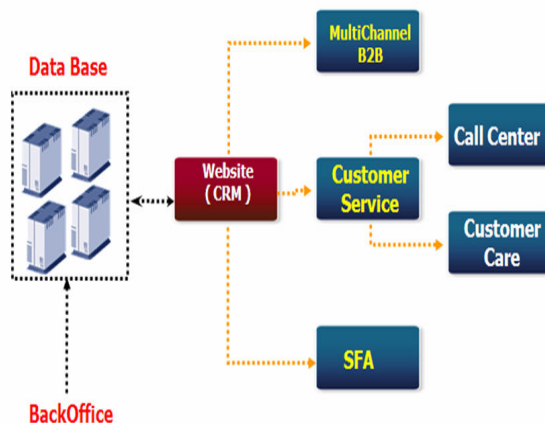 MultiChannel
B2B
Data Base
Call Center
Website
( CRM )
Customer
Service
Customer
Care
SFA
BackOffice